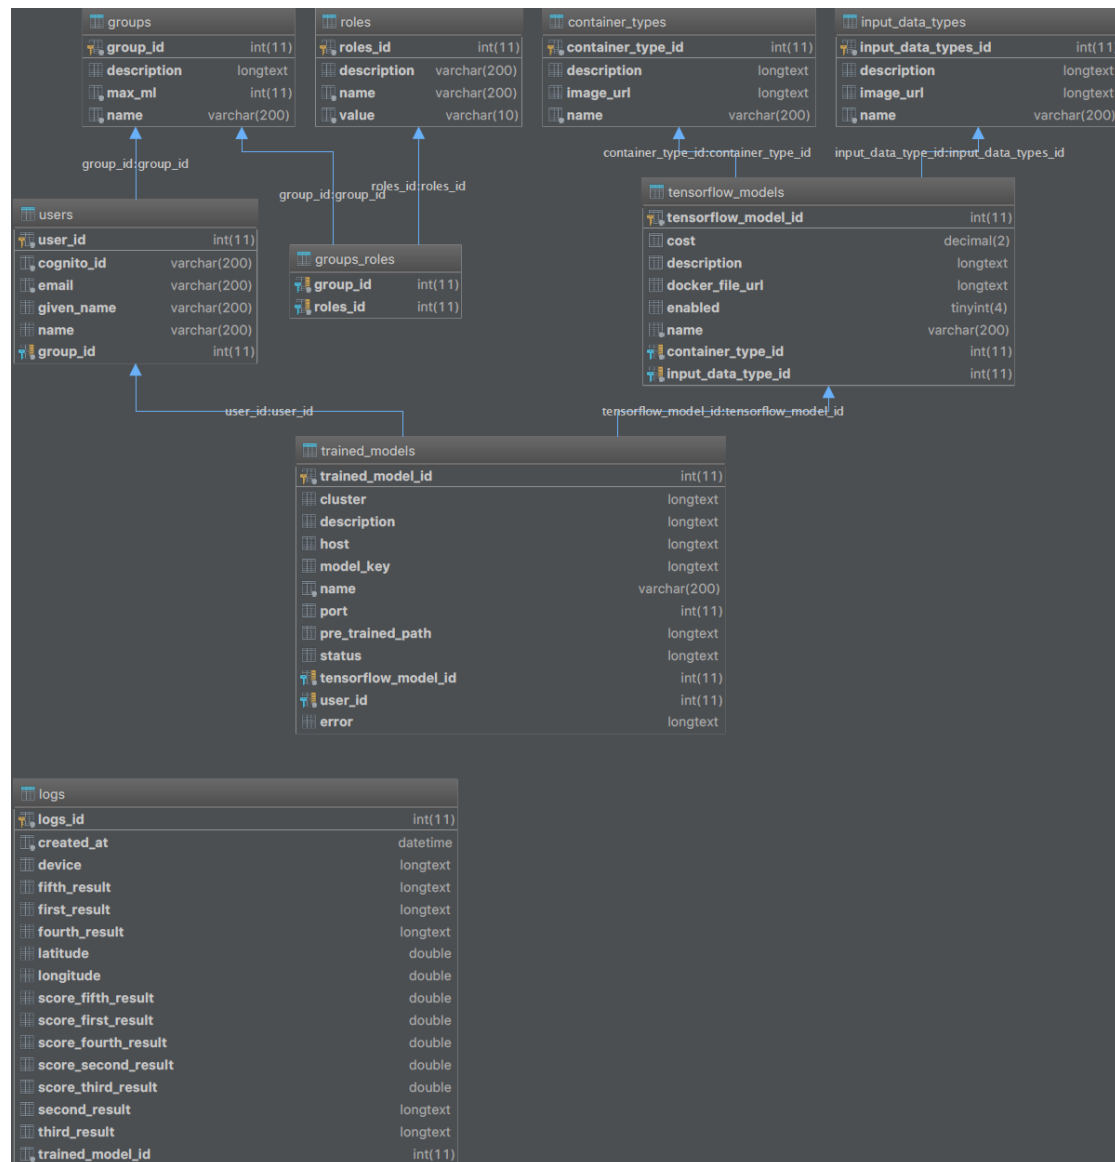 groups
group_id int(11)
description longtext
max_ml int(11)
name varchar(200)
roles
roles_id int(11)
description varchar(200)
name varchar(200)
value varchar(10)
container_types
container_type_id int(11)
description longtext
image_url longtext
name varchar(200)
input_data_types
input_data_types_id int(11
description longtext
image_url longtext
name varchar(200)
group_id:group_id
group_id:group_id
roles_id:roles_id
container_type_id:container_type_id
input_data_type_id:input_data_types_id
users
user_id int(11)
cognito_id varchar(200)
email varchar(200)
given_name varchar(200)
name varchar(200)
group_id int(11)
groups_roles
group_id int(11)
roles_id int(11)
tensorflow_models
tensorflow_model_id int(11)
cost decimal(2)
description longtext
docker_file_url longtext
enabled tinyint(4)
name varchar(200)
container_type_id int(11)
input_data_type_id int(11)
user_id:user_id
tensorflow_model_id:tensorflow_model_id
trained_models
trained_model_id int(11)
cluster longtext
description longtext
host longtext
model_key longtext
name varchar(200)
port int(11)
pre_trained_path longtext
status longtext
tensorflow_model_id int(11)
user_id int(11)
error longtext
logs
logs_id int(11)
created_at datetime
device longtext
fifth_result longtext
first_result longtext
fourth_result longtext
latitude double
longitude double
score_fifth_result double
score_first_result double
score_fourth_result double
score_second_result double
score_third_result double
second_result longtext
third_result longtext
trained_model_id int(11)